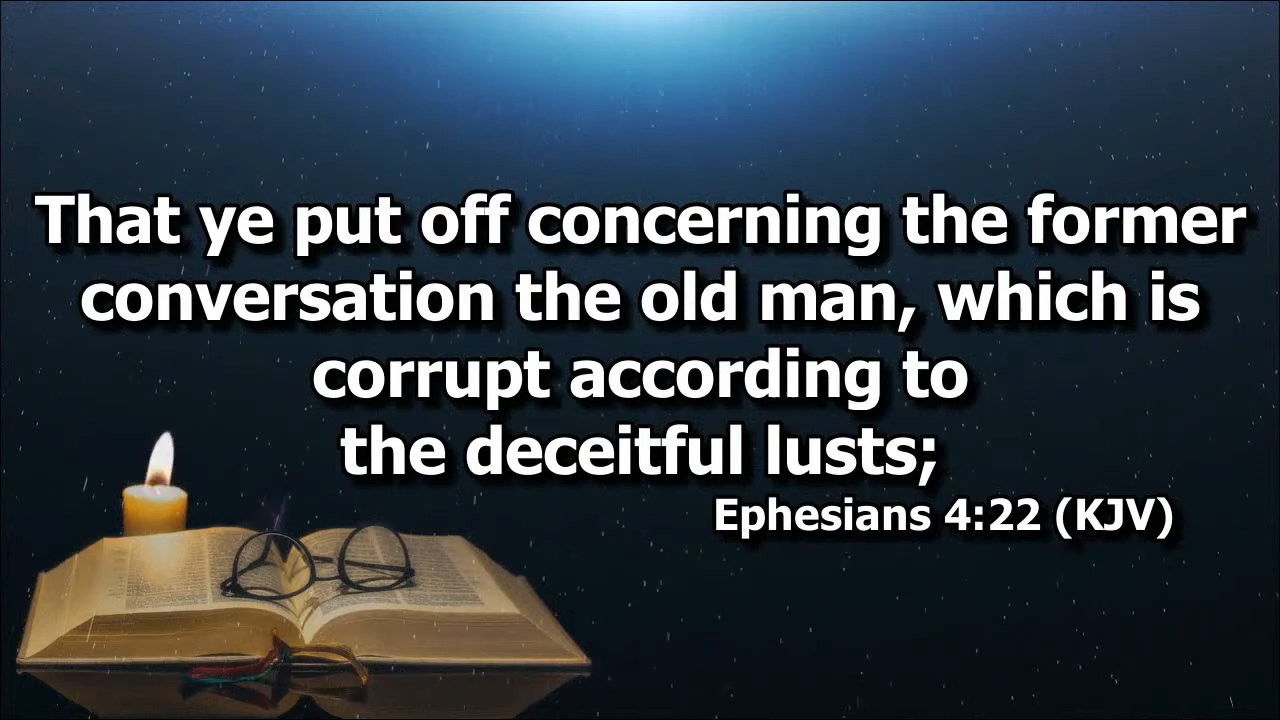 That ye put off concerning the former
conversation the old man, which is
corrupt according to
the deceitful lusts;
Ephesians 4:22 (KJV)